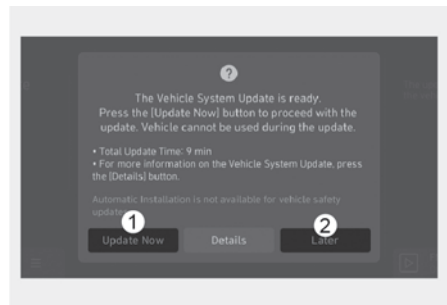 ?
The Vehicle System Update is ready.
Press the [Update Now] button to proceed with the
update. Vehicle cannot be used during the update.
• Total Update Time: 9 min
• For more information on the Vehicle System Update, press
the [Details] button.
Automatic Installation is not available for vehicle safety
update
1 2
Update Now Details Later